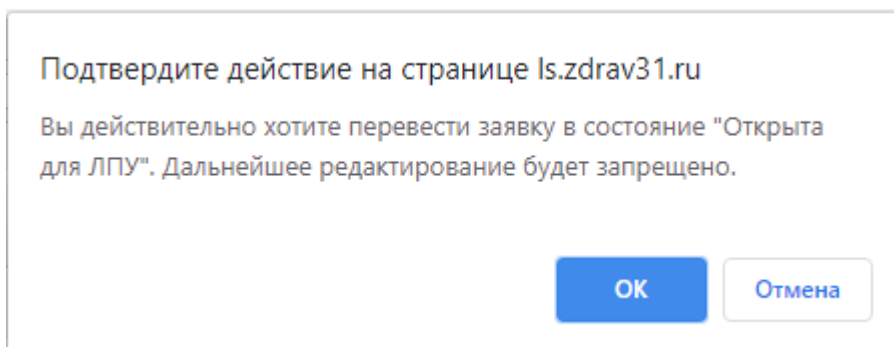 Подтвердите действие на странице ls.zdrav31.ru
Вы действительно хотите перевести заявку в состояние "Открыта
для ЛПУ". Дальнейшее редактирование будет запрещено.
ОК
Отмена